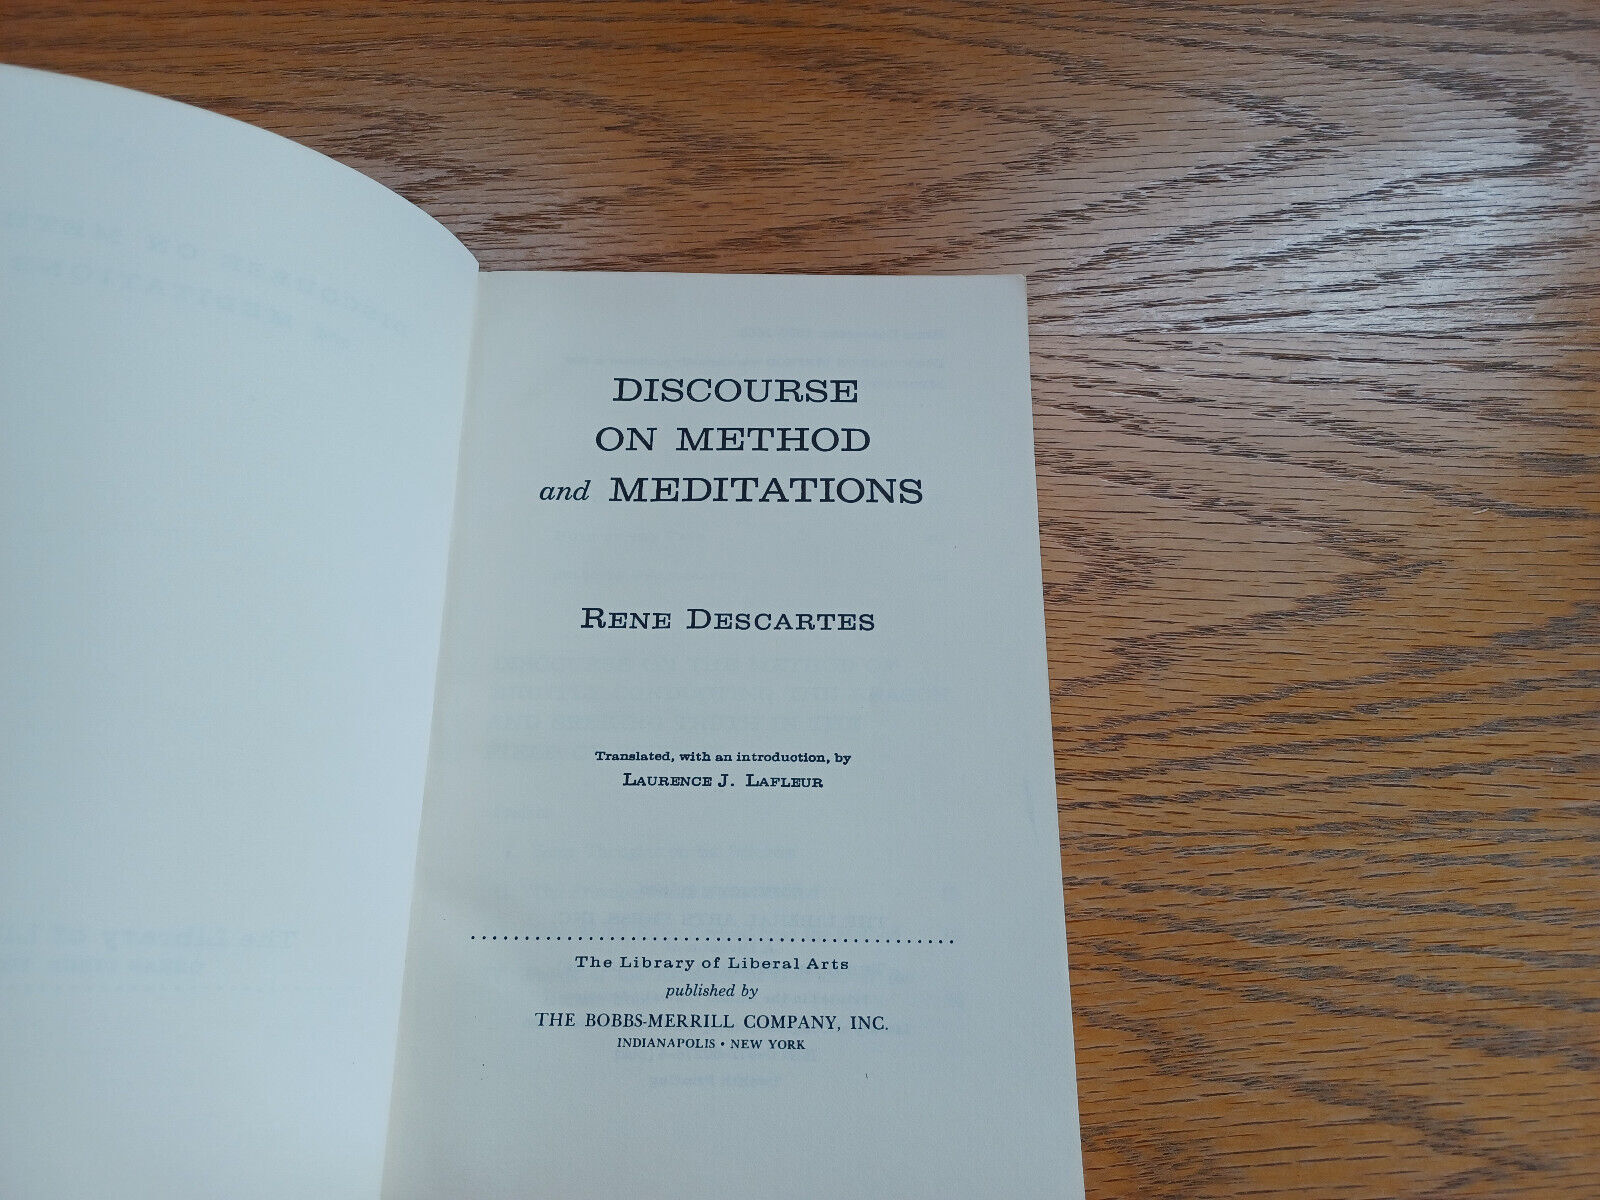 DISCOURSE
ON METHOD
and MEDITATIONS
RENE DESCARTES
Translated, with an introduction, by
LAURENCE J. LAFLEUR
The Library of Liberal Arts
published by
THE BOBBS-MERRILL COMPANY, INC.
INDIANAPOLIS • NEW YORK